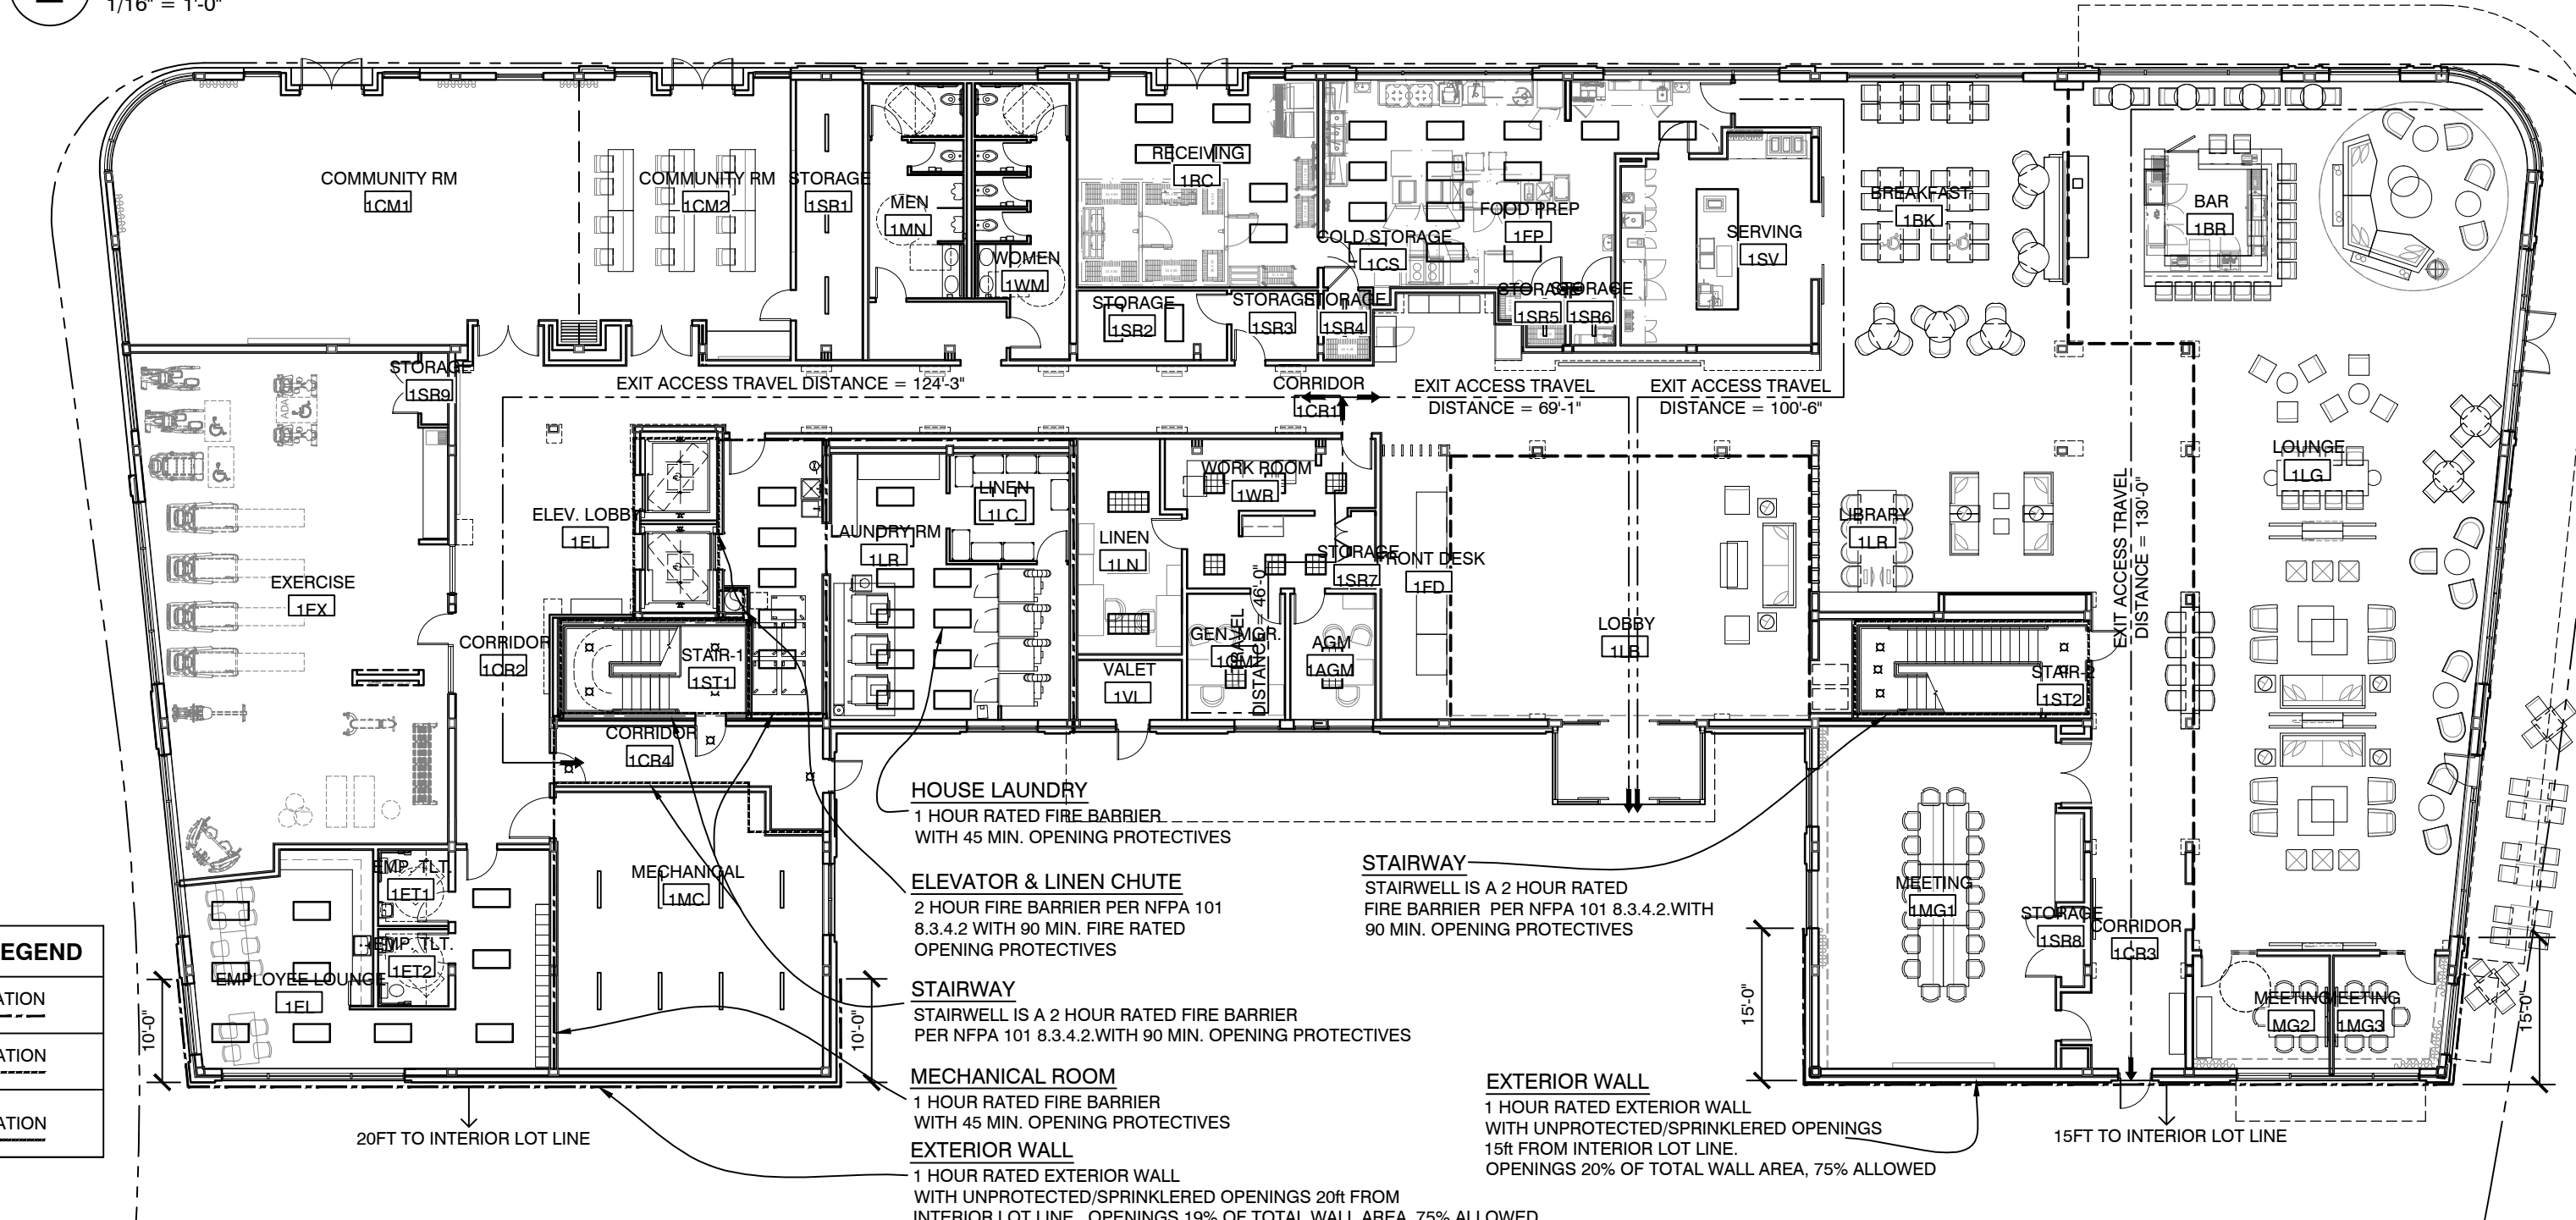 1/16" = 1'-0"
COMMUNITY RM
1CM1
COMMUNITY RM
1CM2
STORAGE
1SR1
MEN
1MN
WOMEN
1WM
RECEIVING
1RC
STORAGE
1SR2
STORAGE
1SR3
STORAGE
1SR4
COLD STORAGE
1CS
FOOD PREP
1FP
STORAGE
1SR5
STORAGE
1SR6
SERVING
1SV
BREAKFAST
1BK
BAR
1BR
STORAGE
1SR9
ADA
EXIT ACCESS TRAVEL DISTANCE = 124'-3"
CORRIDOR
1CR1
EXIT ACCESS TRAVEL
DISTANCE = 69'-1"
EXIT ACCESS TRAVEL
DISTANCE = 100'-6"
EXERCISE
1EX
ELEV. LOBBY
1EL
CORRIDOR
1CR2
STAIR-1
1ST1
LAUNDRY RM
1LR
LINEN
1LC
LINEN
1LN
WORK ROOM
1WR
STORAGE
1SR7
FRONT DESK
1FD
VALET
1VL
GEN. MGR.
1GM
TRAVEL
DISTANCE = 46'-0"
AGM
1AGM
LOBBY
1LB
LIBRARY
1LR
STAIR-2
1ST2
EXIT ACCESS TRAVEL
DISTANCE = 130'-0"
LOUNGE
1LG
CORRIDOR
1CR4
MECHANICAL
1MC
EMP. TLT.
1ET1
EMP. TLT.
1ET2
EMPLOYEE LOUNGE
1EL
HOUSE LAUNDRY
1 HOUR RATED FIRE BARRIER
WITH 45 MIN. OPENING PROTECTIVES
ELEVATOR & LINEN CHUTE
2 HOUR FIRE BARRIER PER NFPA 101
8.3.4.2 WITH 90 MIN. FIRE RATED
OPENING PROTECTIVES
STAIRWAY
STAIRWELL IS A 2 HOUR RATED FIRE BARRIER
PER NFPA 101 8.3.4.2.WITH 90 MIN. OPENING PROTECTIVES
MECHANICAL ROOM
1 HOUR RATED FIRE BARRIER
WITH 45 MIN. OPENING PROTECTIVES
EXTERIOR WALL
1 HOUR RATED EXTERIOR WALL
WITH UNPROTECTED/SPRINKLERED OPENINGS 20ft FROM
INTERIOR LOT LINE. OPENINGS 19% OF TOTAL WALL AREA, 75% ALLOWED
STAIRWAY
STAIRWELL IS A 2 HOUR RATED
FIRE BARRIER PER NFPA 101 8.3.4.2.WITH
90 MIN. OPENING PROTECTIVES
EXTERIOR WALL
1 HOUR RATED EXTERIOR WALL
WITH UNPROTECTED/SPRINKLERED OPENINGS
15ft FROM INTERIOR LOT LINE.
OPENINGS 20% OF TOTAL WALL AREA, 75% ALLOWED
MEETING
1MG1
STORAGE
1SR8
CORRIDOR
1CR3
MEETING
MG2
MEETING
1MG3
EGEND
ATION
ATION
ATION
10'-0"
10'-0"
15'-0"
15'-0"
20FT TO INTERIOR LOT LINE
15FT TO INTERIOR LOT LINE